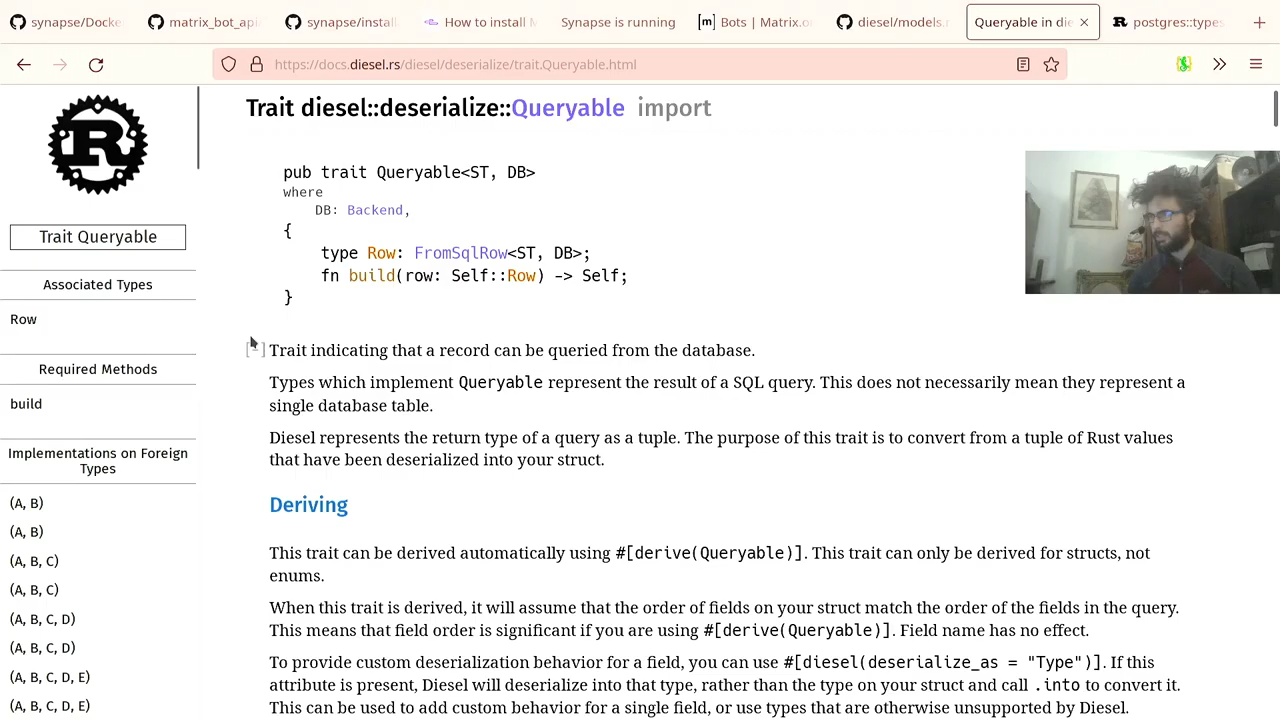 synapse/Docke
matrix_bot_api
synapse/install
How to install M
Synapse is running
[m] Bots | Matrix.o
diesel/models.r
Queryable in die
postgres::types
https://docs.diesel.rs/diesel/deserialize/trait.Queryable.html
Trait diesel::deserialize::Queryable import
pub trait Queryable<ST, DB>
where
DB: Backend,
{
type Row: FromSqlRow<ST, DB>;
fn build(row: Self::Row) -> Self;
}
[-] Trait indicating that a record can be queried from the database.
Types which implement Queryable represent the result of a SQL query. This does not necessarily mean they represent a
single database table.
Diesel represents the return type of a query as a tuple. The purpose of this trait is to convert from a tuple of Rust values
that have been deserialized into your struct.
Deriving
This trait can be derived automatically using #[derive(Queryable)]. This trait can only be derived for structs, not
enums.
When this trait is derived, it will assume that the order of fields on your struct match the order of the fields in the query.
This means that field order is significant if you are using #[derive(Queryable)]. Field name has no effect.
To provide custom deserialization behavior for a field, you can use #[diesel(deserialize_as = "Type")]. If this
attribute is present, Diesel will deserialize into that type, rather than the type on your struct and call .into to convert it.
This can be used to add custom behavior for a single field, or use types that are otherwise unsupported by Diesel.
R
Trait Queryable
Associated Types
Row
Required Methods
build
Implementations on Foreign
Types
(A, B)
(A, B)
(A, B, C)
(A, B, C)
(A, B, C, D)
(A, B, C, D)
(A, B, C, D, E)
(A, B, C, D, E)